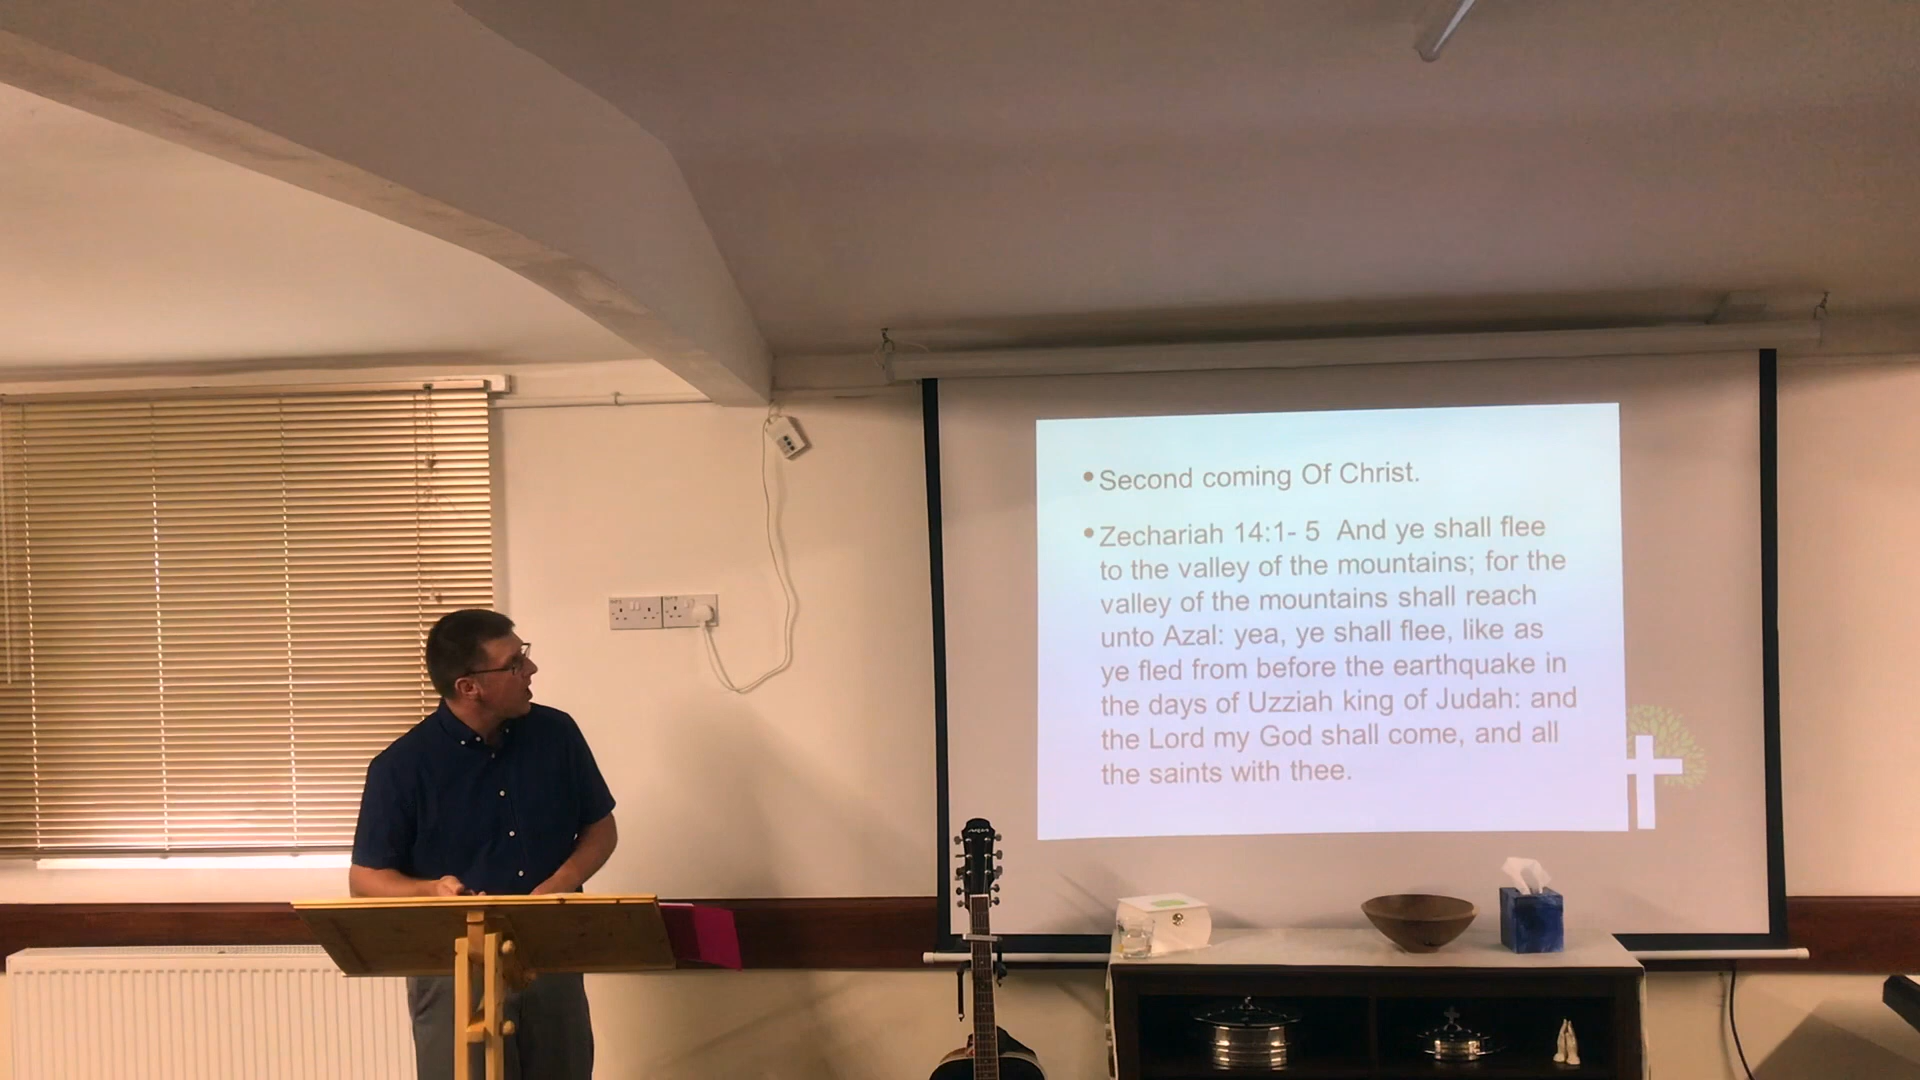 • Second coming Of Christ.
• Zechariah 14:1- 5 And ye shall flee
to the valley of the mountains; for the
valley of the mountains shall reach
unto Azal: yea, ye shall flee, like as
ye fled from before the earthquake in
the days of Uzziah king of Judah: and
the Lord my God shall come, and all
the saints with thee.
ARIA